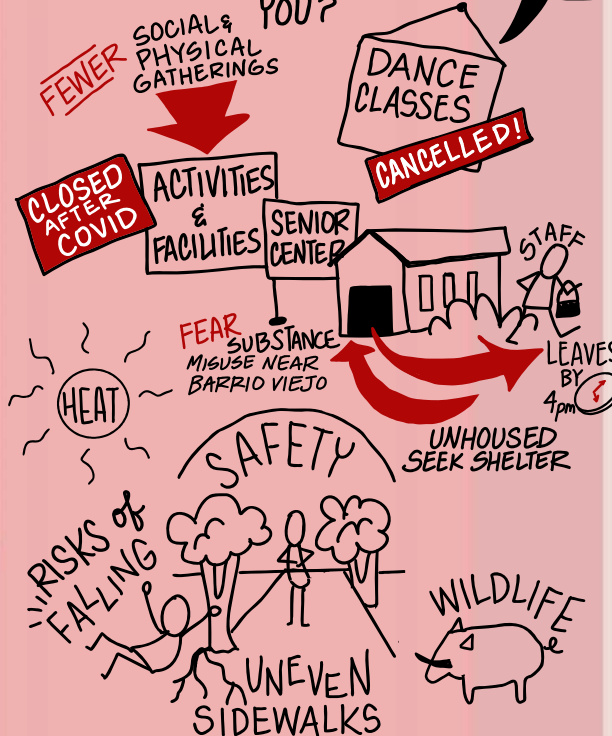 YOU?
FEWER
SOCIAL &
PHYSICAL
GATHERINGS
DANCE
CLASSES
CANCELLED!
CLOSED
AFTER
COVID
ACTIVITIES
&
FACILITIES
SENIOR
CENTER
STAFF
LEAVES
BY
4pm
FEAR
SUBSTANCE
MISUSE NEAR
BARRIO VIEJO
UNHOUSED
SEEK SHELTER
HEAT
SAFETY
RISKS of
FALLING
UNEVEN
SIDEWALKS
WILDLIFE